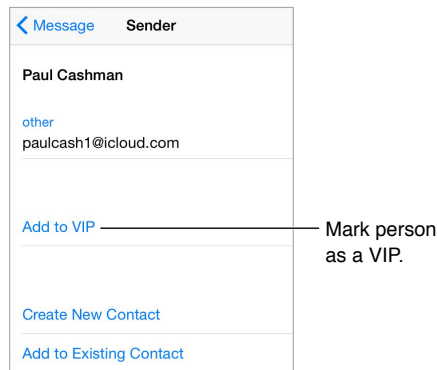 Message Sender
Paul Cashman
other
paulcash1@icloud.com
Add to VIP
Mark person
as a VIP.
Create New Contact
Add to Existing Contact